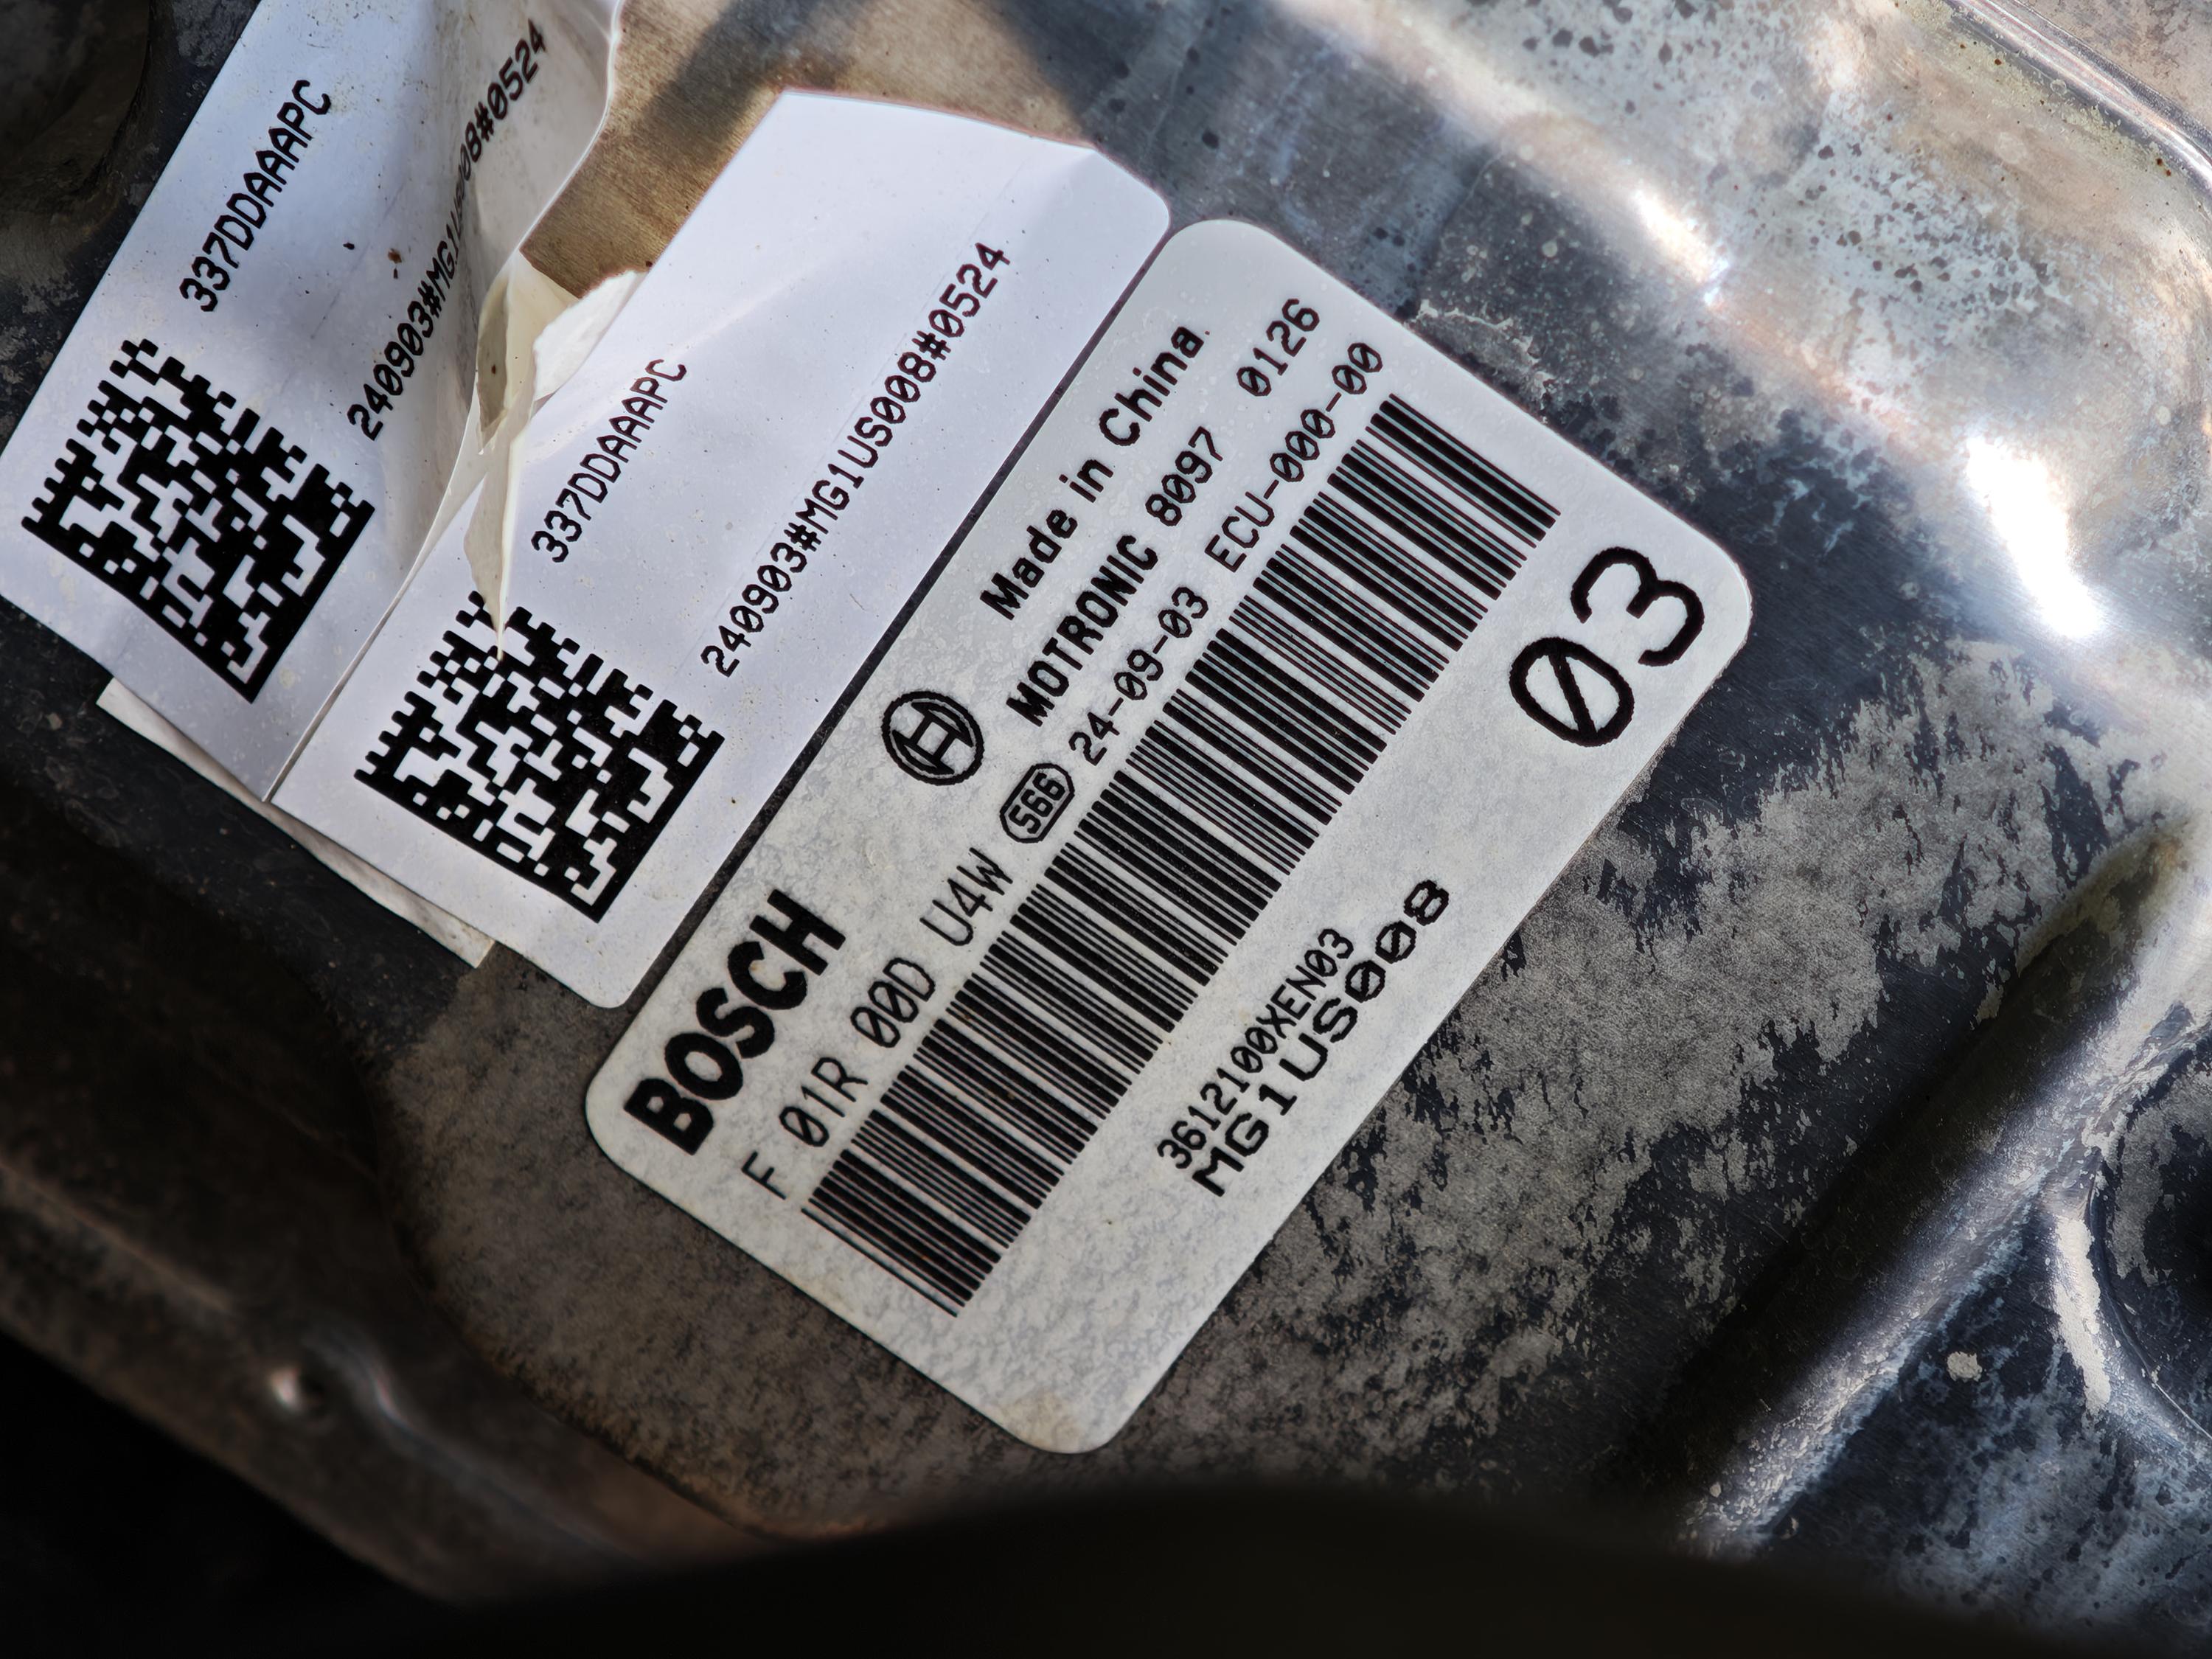 337DDAAAPC
240903#MG1US008#0524
337DDAAAPC
240903#MG1US008#0524
BOSCH
Made in China
F 01R 00D U4W
MOTRONIC 8097 0126
566 24-09-03 ECU-000-00
3612100XEN03
MG1US008
03